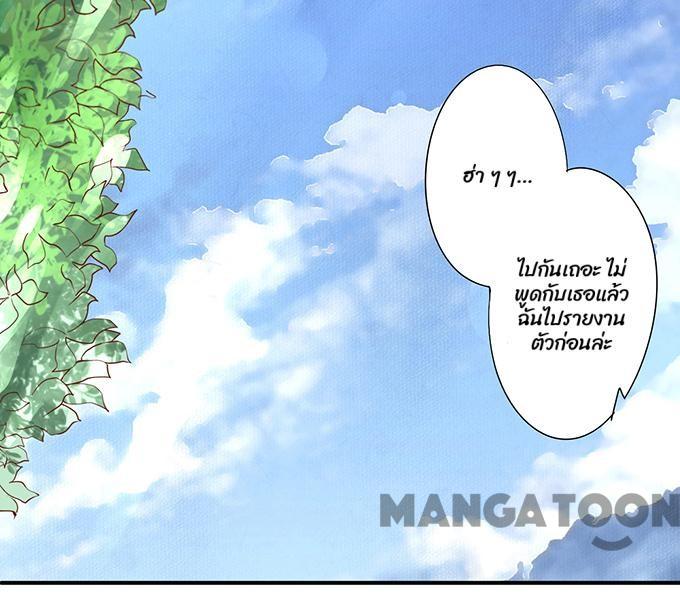 ฮ่า ๆ ๆ...
ไปกันเถอะ ไม่
พูดกับเธอแล้ว
ฉันไปรายงาน
ตัวก่อนล่ะ
MANGATOON